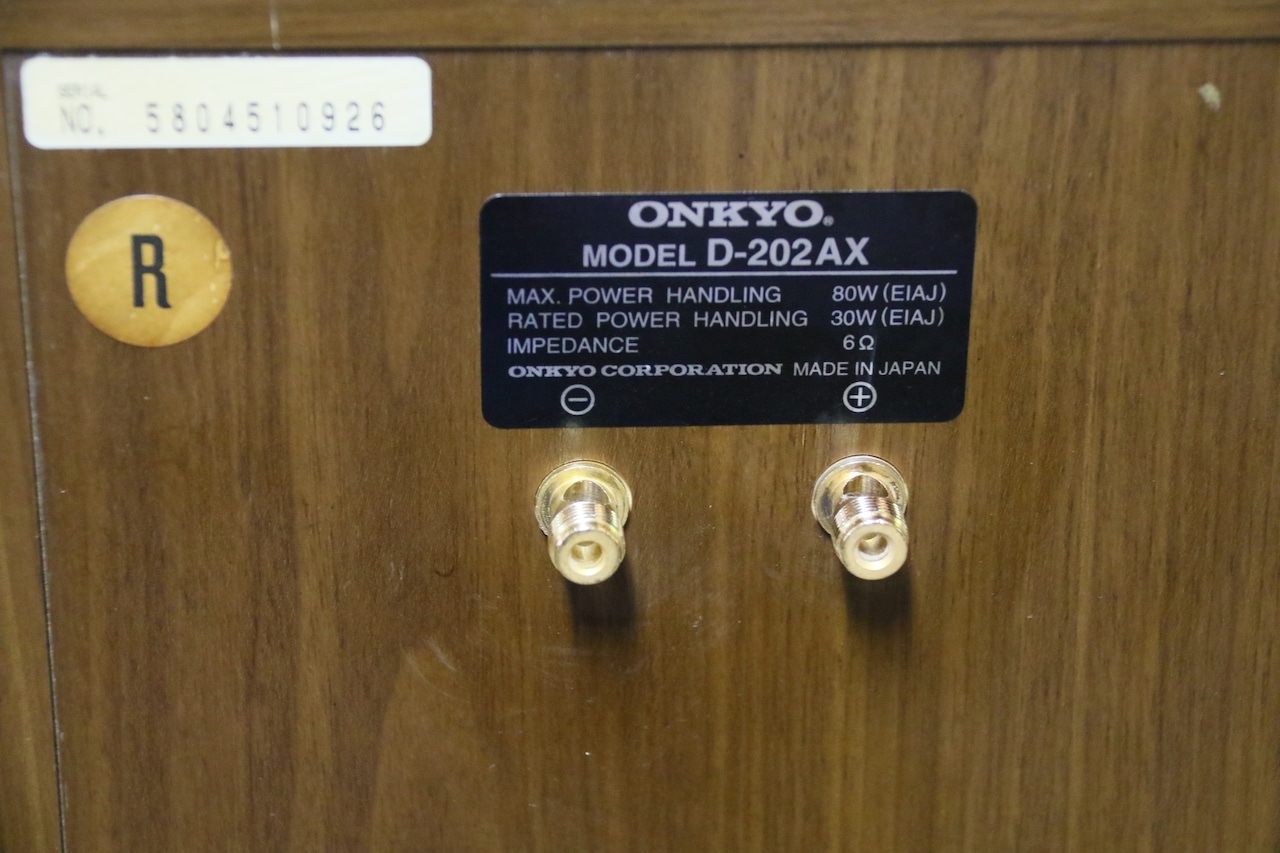 SERIAL
NO. 5804510926
R
ONKYO®
MODEL D-202AX
MAX. POWER HANDLING 80W (EIAJ)
RATED POWER HANDLING 30W (EIAJ)
IMPEDANCE 6Ω
ONKYO CORPORATION MADE IN JAPAN
⊖ ⊕